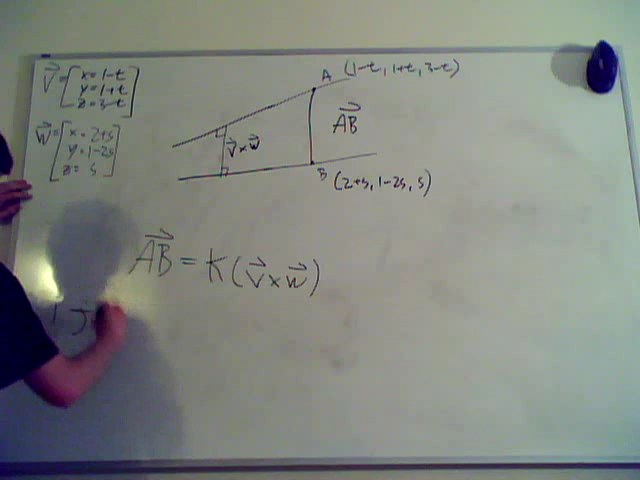 V⃗ = [x = 1-t
y = 1+t
z = 3-t]
W⃗ = [x = 2+s
y = 1-2s
z = s]
A (1-t, 1+t, 3-t)
AB⃗
V⃗ × W⃗
B (2+s, 1-2s, s)
AB⃗ = K(V⃗ × W⃗)